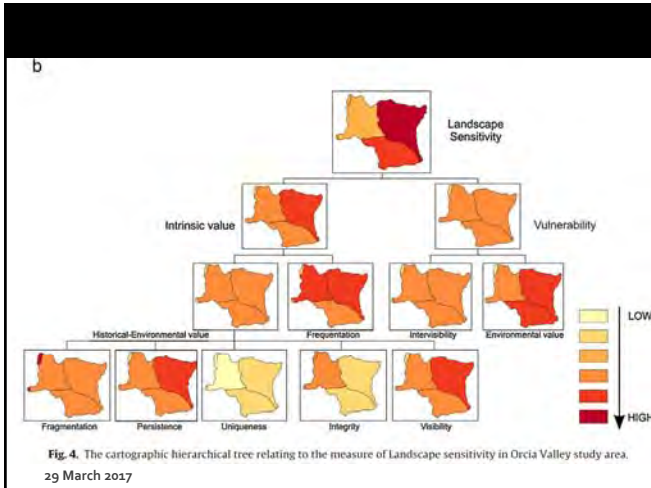 b
Landscape
Sensitivity
Intrinsic value
Vulnerability
Historical-Environmental value
Frequentation
Intervisibility
Environmental value
LOW
HIGH
Fragmentation
Persistence
Uniqueness
Integrity
Visibility
Fig. 4. The cartographic hierarchical tree relating to the measure of Landscape sensitivity in Orcia Valley study area.
29 March 2017